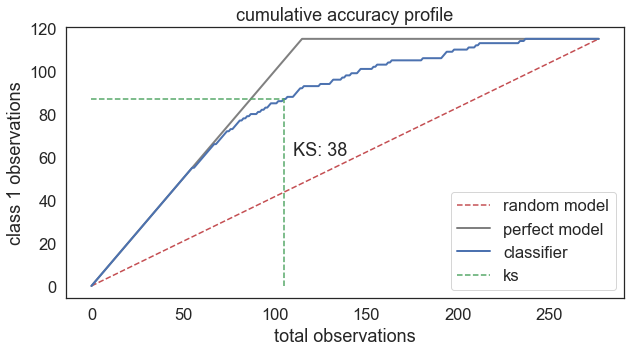 cumulative accuracy profile
120
100
80
60
40
20
0
class 1 observations
KS: 38
random model
perfect model
classifier
ks
0 50 100 150 200 250
total observations